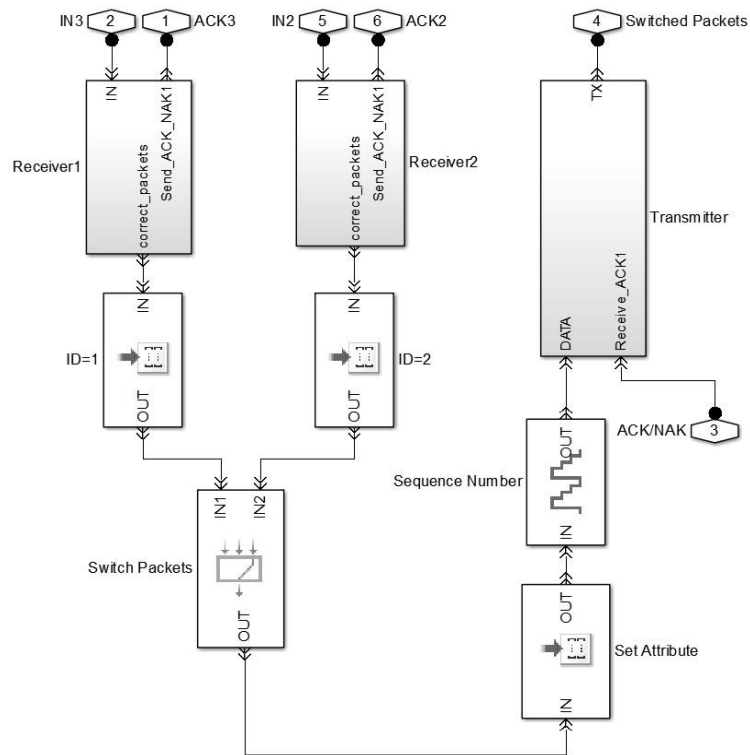 IN3 2 1 ACK3 IN2 5 6 ACK2 4 Switched Packets
IN Send_ACK_NAK1 IN Send_ACK_NAK1 TX
Receiver1 correct_packets correct_packets Receiver2 Transmitter
DATA Receive_ACK1
IN IN
ID=1 ID=2
OUT OUT
ACK/NAK 3
OUT
Sequence Number
IN
IN1 IN2
Switch Packets
OUT
OUT
Set Attribute
IN